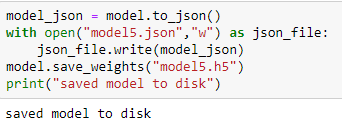 model_json = model.to_json()
with open("model5.json","w") as json_file:
    json_file.write(model_json)
model.save_weights("model5.h5")
print("saved model to disk")
saved model to disk